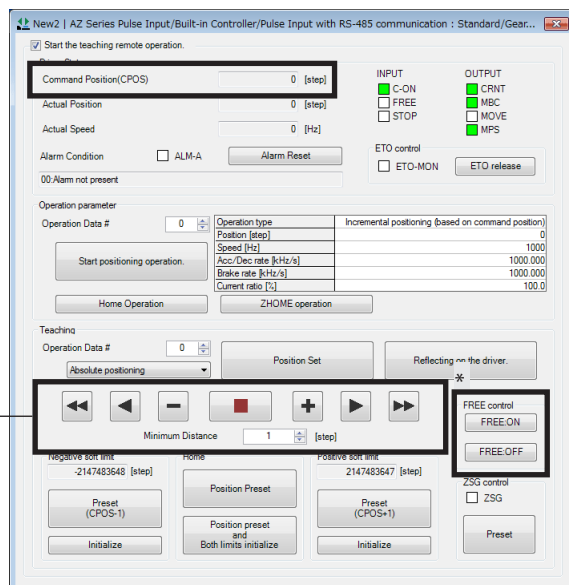 New2 | AZ Series Pulse Input/Built-in Controller/Pulse Input with RS-485 communication : Standard/Gear...
Start the teaching remote operation.
Command Position(CPOS) 0 [step]
INPUT OUTPUT
C-ON CRNT
FREE MBC
STOP MOVE
MPS
Actual Position 0 [step]
Actual Speed 0 [Hz]
Alarm Condition ALM-A Alarm Reset
00:Alarm not present
ETO control
ETO-MON ETO release
Operation parameter
Operation Data # 0
Operation type Incremental positioning (based on command position)
Position [step] 0
Speed [Hz] 1000
Acc/Dec rate [kHz/s] 1000.000
Brake rate [kHz/s] 1000.000
Current ratio [%] 100.0
Start positioning operation.
Home Operation ZHOME operation
Teaching
Operation Data # 0
Absolute positioning
Position Set
Reflecting on the driver.
*
Minimum Distance 1 [step]
FREE control
FREE:ON
FREE:OFF
Negative soft limit Home Positive soft limit
-2147483648 [step] 2147483647 [step]
Position Preset
Preset
(CPOS-1)
Preset
(CPOS+1)
Position preset
and
Both limits initialize
Initialize Initialize
ZSG control
ZSG
Preset